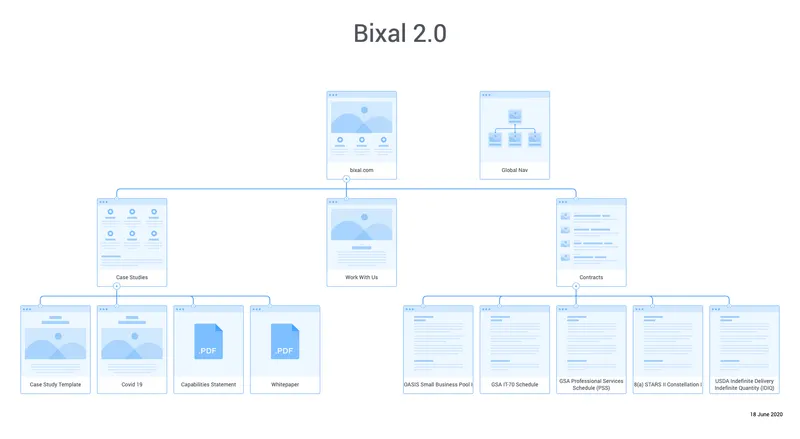 Bixal 2.0
bixal.com
Global Nav
Case Studies
Work With Us
Contracts
.PDF
.PDF
Case Study Template
Covid 19
Capabilities Statement
Whitepaper
OASIS Small Business Pool
GSA IT-70 Schedule
GSA Professional Services
Schedule (PSS)
8(a) STARS II Constellation
USDA Indefinite Delivery
Indefinite Quantity (IDIQ)
18 June 2020